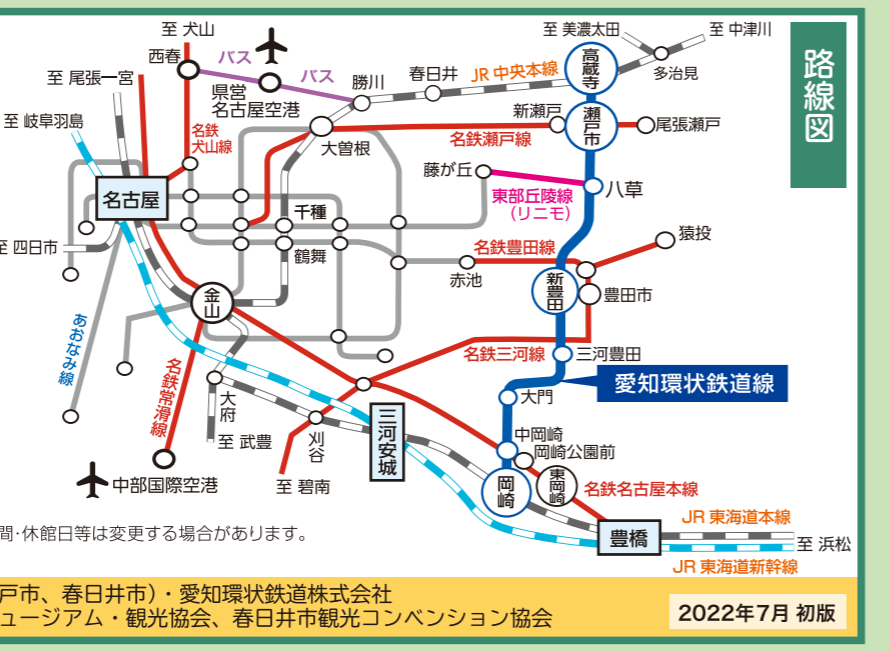 至 犬山
至 美濃太田
至 中津川
西春
バス
高蔵寺
路線図
至 尾張一宮
県営
名古屋空港
バス
勝川
春日井
JR 中央本線
多治見
至 岐阜羽島
名鉄
犬山線
大曽根
名鉄瀬戸線
新瀬戸
瀬戸市
尾張瀬戸
藤が丘
東部丘陵線
(リニモ)
八草
名古屋
千種
至 四日市
鶴舞
名鉄豊田線
猿投
赤池
新豊田
豊田市
金山
あおなみ線
名鉄三河線
三河豊田
名鉄常滑線
愛知環状鉄道線
大府
大門
至 武豊
刈谷
三河安城
中岡崎
岡崎公園前
中部国際空港
至 碧南
岡崎
東岡崎
名鉄名古屋本線
JR 東海道本線
豊橋
至 浜松
JR 東海道新幹線
間・休館日等は変更する場合があります。
戸市、春日井市)・愛知環状鉄道株式会社
ュージアム・観光協会、春日井市観光コンベンション協会
2022年7月 初版